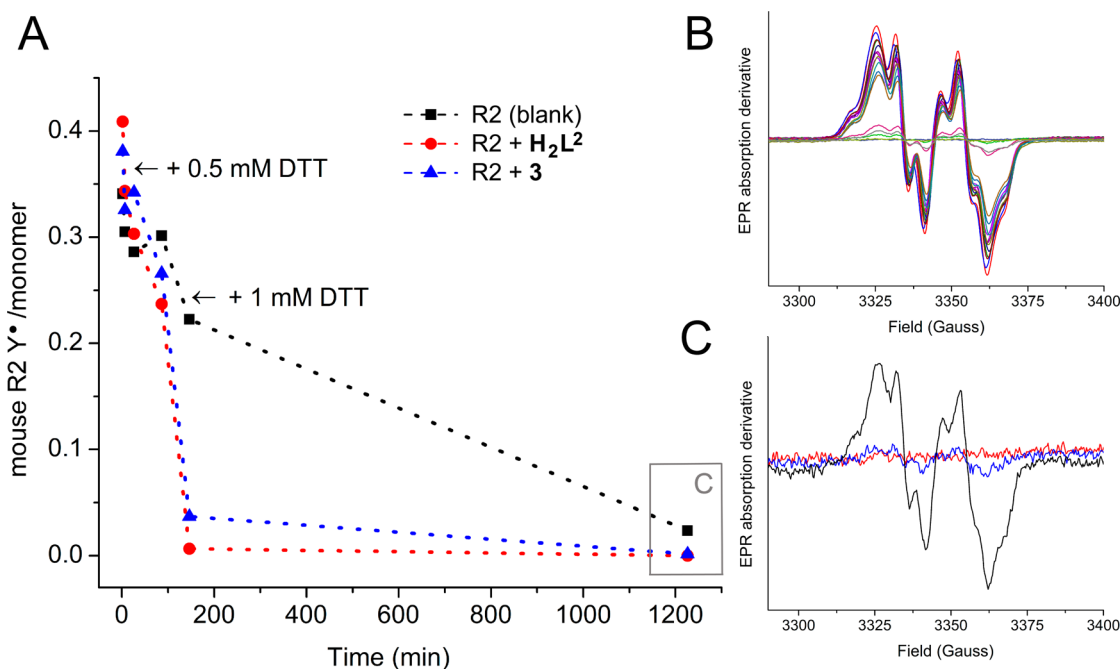 A
mouse R2 Y•/monomer
0.4
0.3
0.2
0.1
0.0
0
200
400
600
800
1000
1200
Time (min)
R2 (blank)
R2 + H₂L²
R2 + 3
← + 0.5 mM DTT
← + 1 mM DTT
C
B
EPR absorption derivative
3300
3325
3350
3375
3400
Field (Gauss)
C
EPR absorption derivative
3300
3325
3350
3375
3400
Field (Gauss)